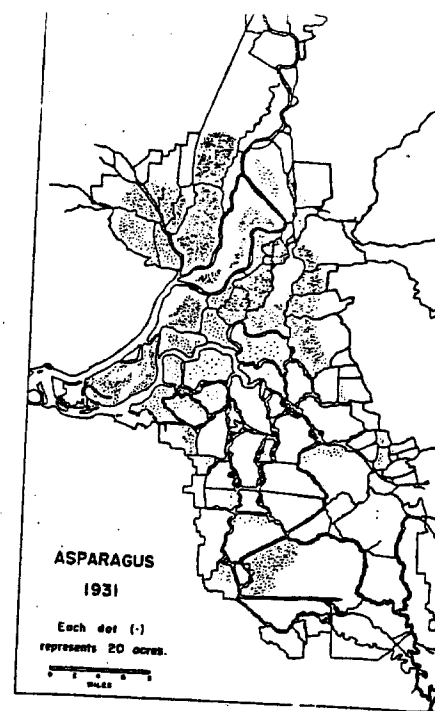 ASPARAGUS
1931
Each dot (·)
represents 20 acres.
MILES